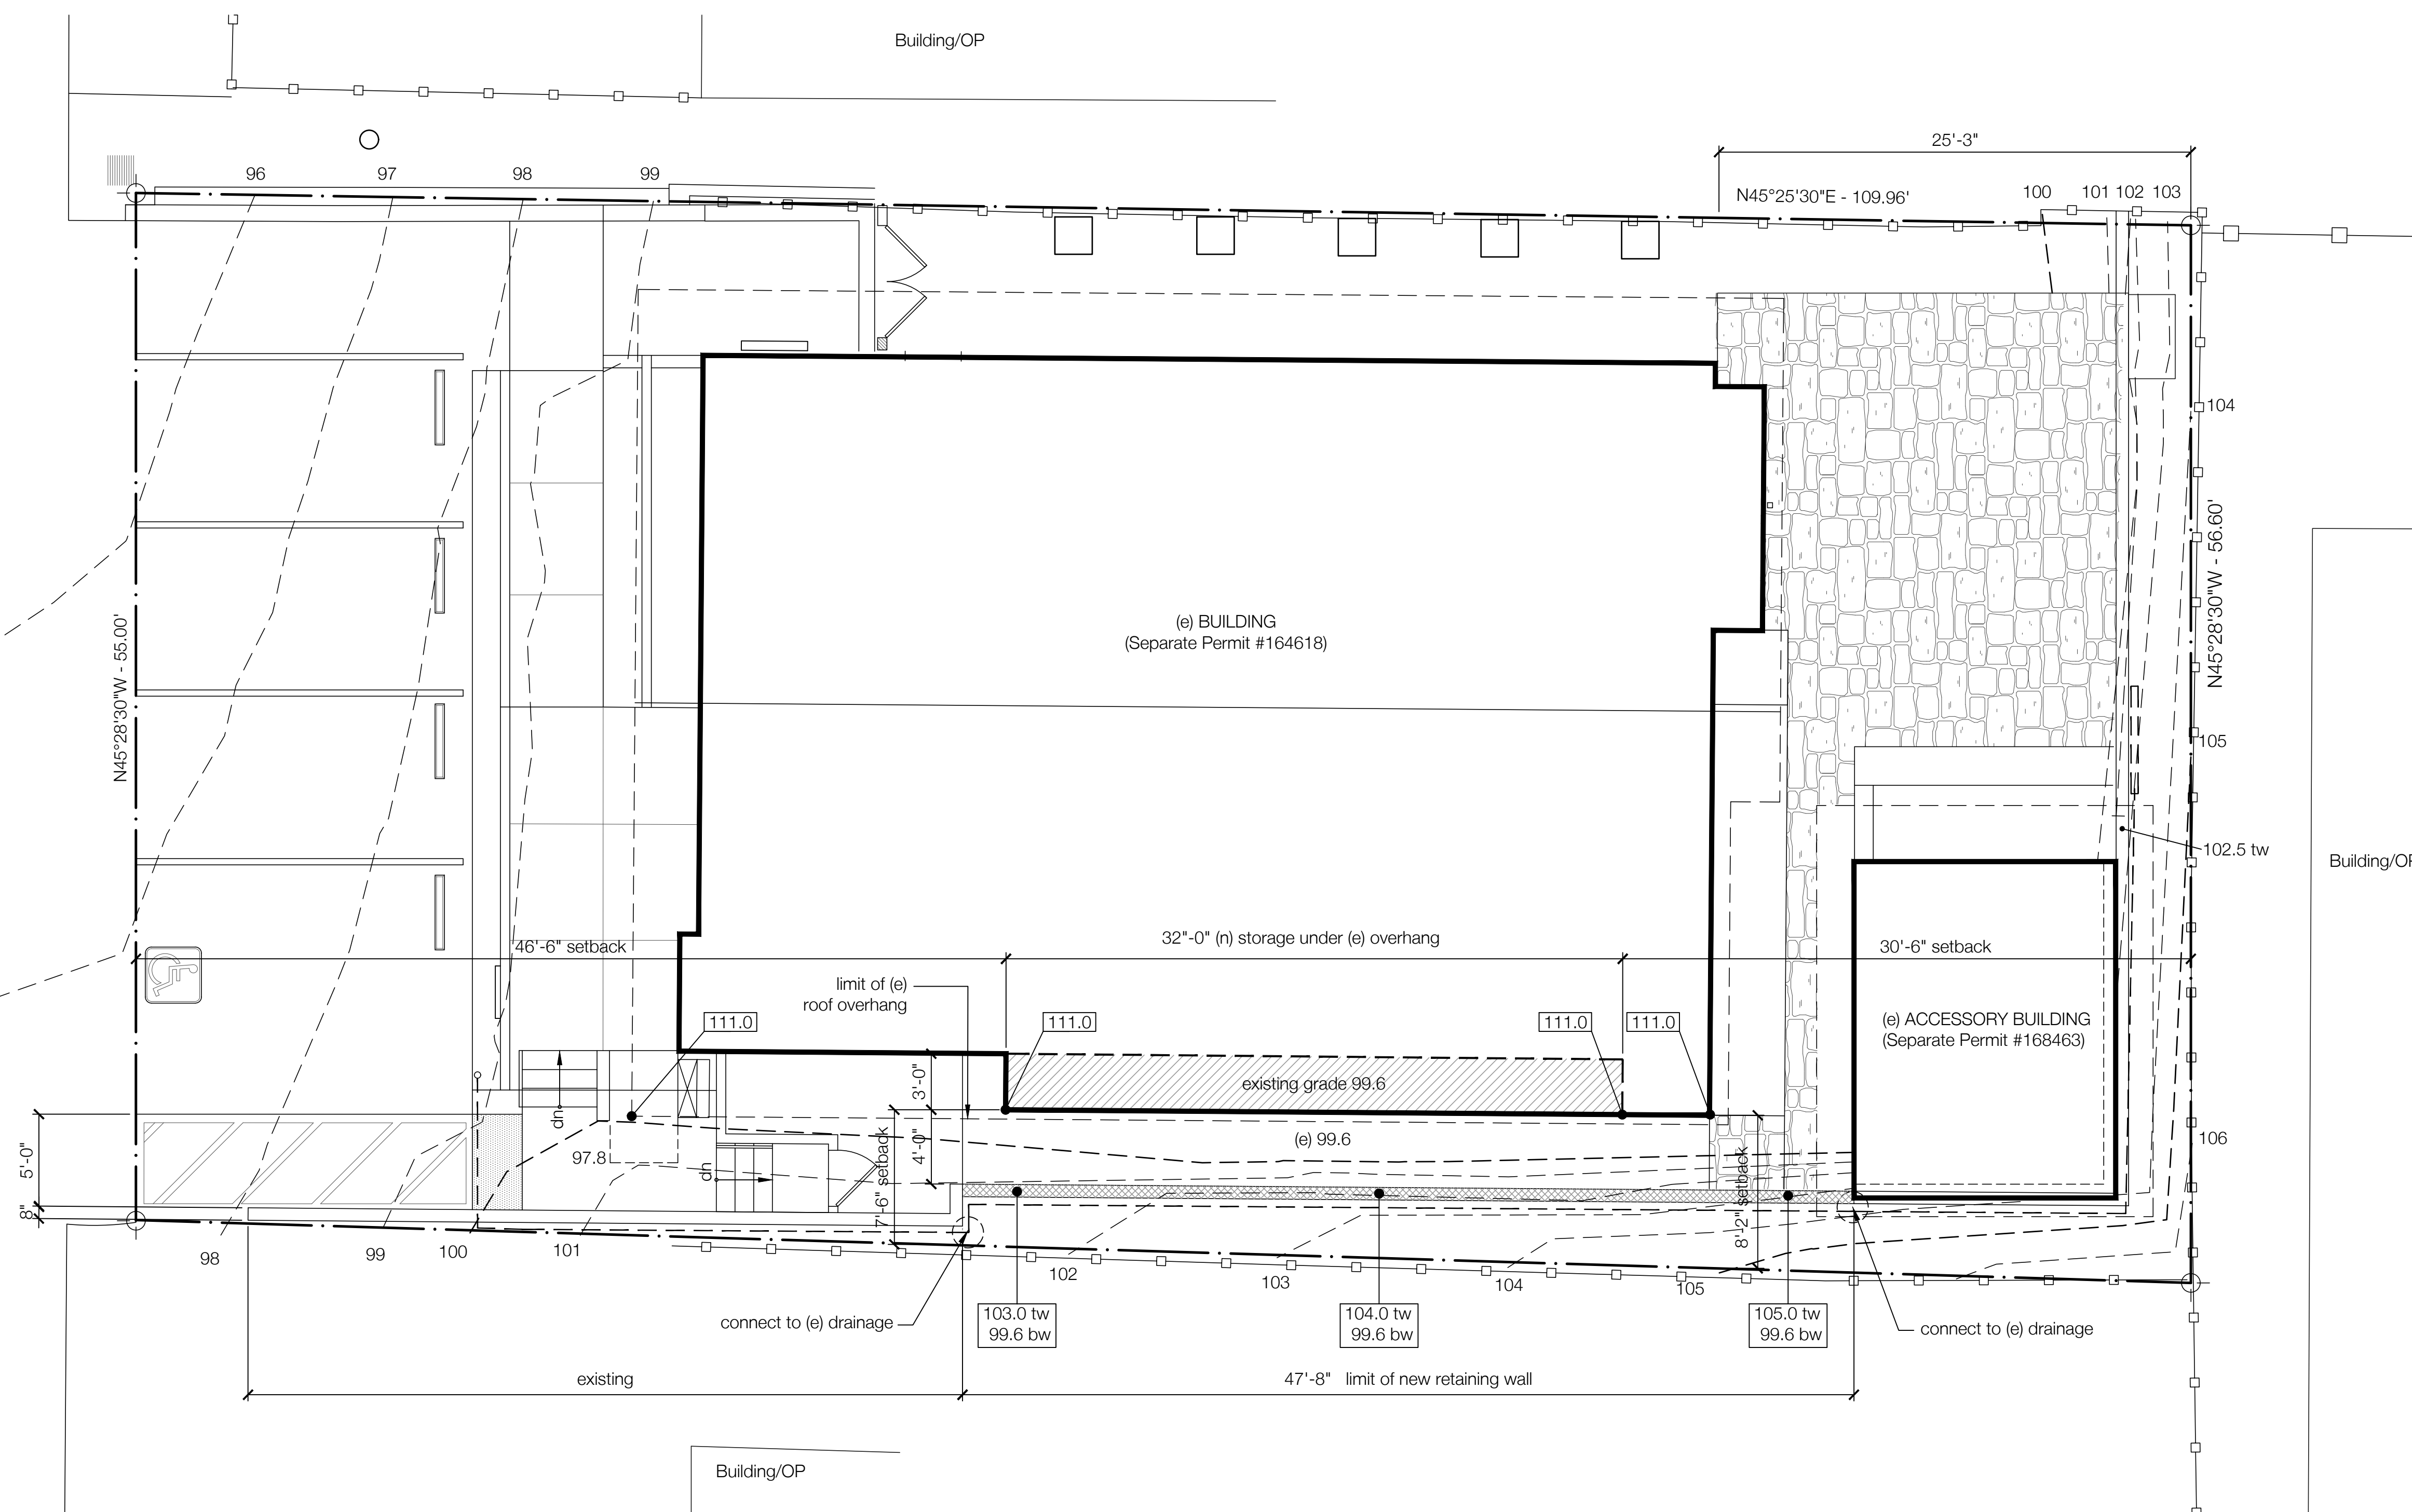 Building/OP
25'-3"
96
97
98
99
N45°25'30"E - 109.96'
100
101
102
103
104
N45°28'30"W - 56.60'
(e) BUILDING
(Separate Permit #164618)
N45°28'30"W - 55.00'
105
102.5 tw
Building/OP
46'-6" setback
32"-0" (n) storage under (e) overhang
30'-6" setback
limit of (e)
roof overhang
111.0
111.0
111.0
111.0
(e) ACCESSORY BUILDING
(Separate Permit #168463)
3'-0"
existing grade 99.6
dn
5'-0"
4'-0"
7'-6" setback
(e) 99.6
106
97.8
dn
8'-2" setback
8"
98
99
100
101
102
103
104
105
connect to (e) drainage
103.0 tw
99.6 bw
104.0 tw
99.6 bw
105.0 tw
99.6 bw
connect to (e) drainage
existing
47'-8" limit of new retaining wall
Building/OP